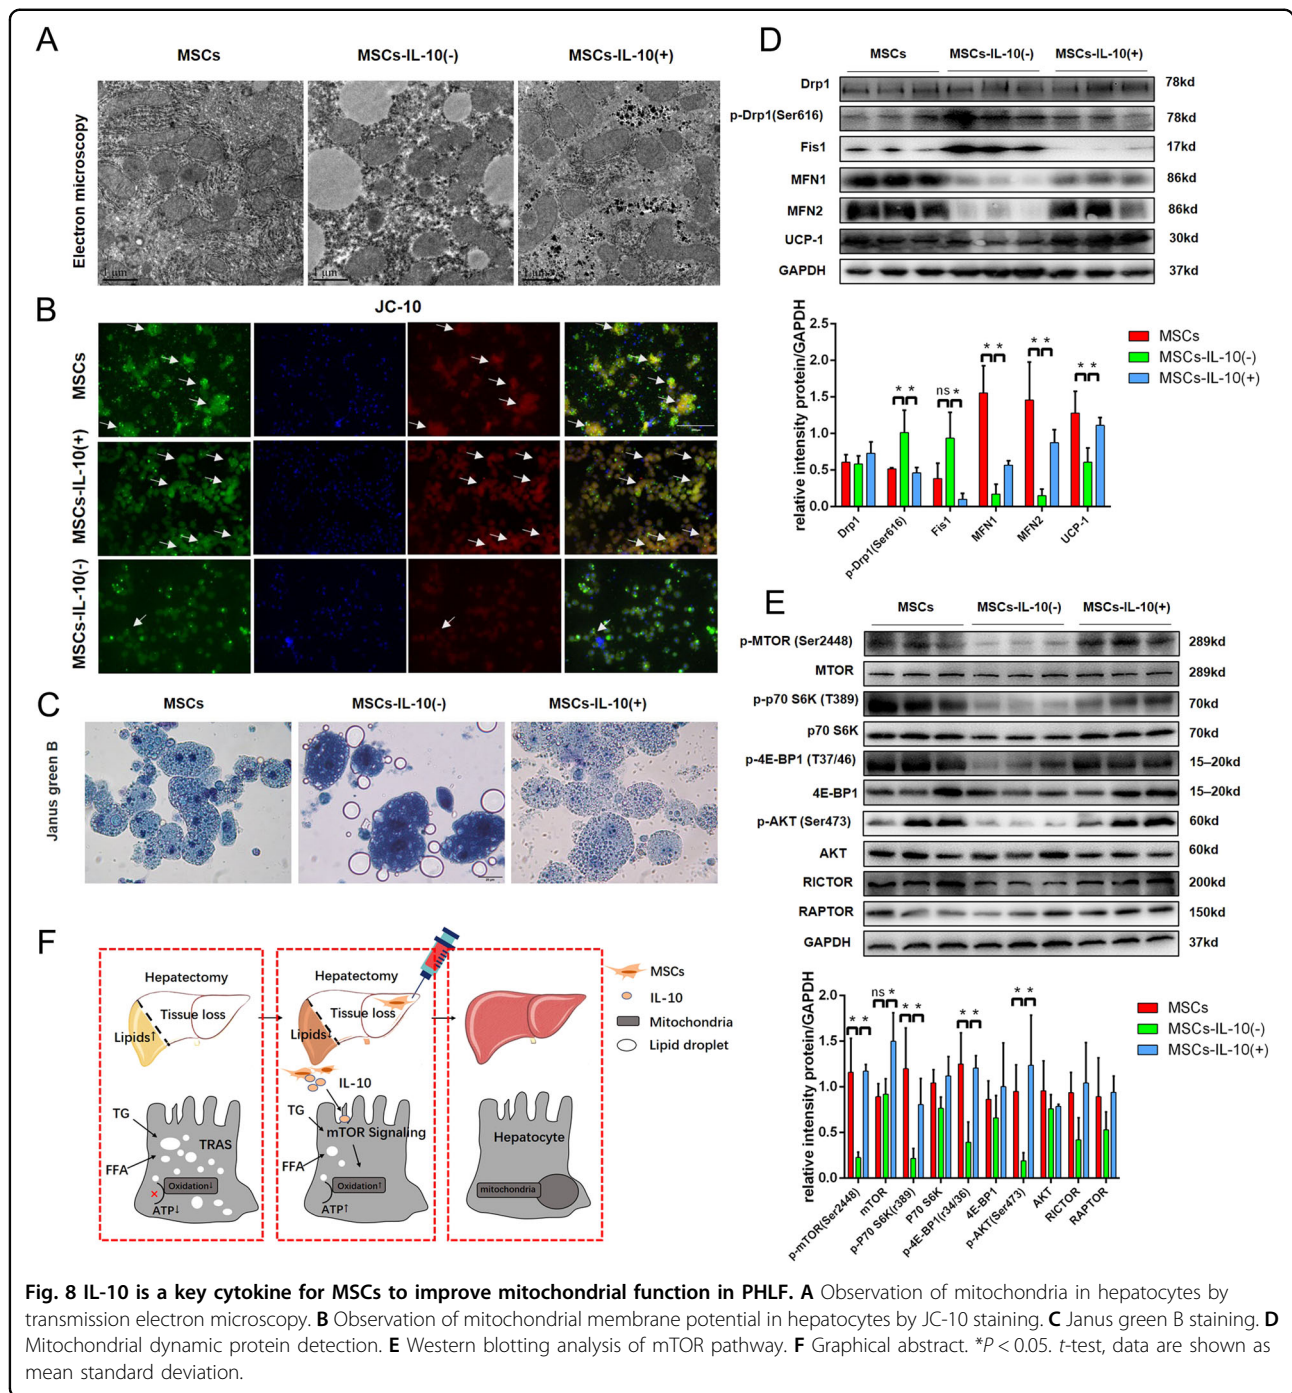 A
MSCs MSCs-IL-10(-) MSCs-IL-10(+)
Electron microscopy
1 μm 1 μm 1 μm
B
JC-10
MSCs
MSCs-IL-10(+)
MSCs-IL-10(-)
C
MSCs MSCs-IL-10(-) MSCs-IL-10(+)
Janus green B
D
MSCs MSCs-IL-10(-) MSCs-IL-10(+)
Drp1 78kd
p-Drp1(Ser616) 78kd
Fis1 17kd
MFN1 86kd
MFN2 86kd
UCP-1 30kd
GAPDH 37kd
relative intensity protein/GAPDH
2.5
2.0
1.5
1.0
0.5
0.0
* * ns * * * * * * *
MSCs
MSCs-IL-10(-)
MSCs-IL-10(+)
Drp1 p-Drp1(Ser616) Fis1 MFN1 MFN2 UCP-1
E
MSCs MSCs-IL-10(-) MSCs-IL-10(+)
p-MTOR (Ser2448) 289kd
MTOR 289kd
p-p70 S6K (T389) 70kd
p70 S6K 70kd
p-4E-BP1 (T37/46) 15–20kd
4E-BP1 15–20kd
p-AKT (Ser473) 60kd
AKT 60kd
RICTOR 200kd
RAPTOR 150kd
GAPDH 37kd
relative intensity protein/GAPDH
2.0
1.5
1.0
0.5
0.0
* * ns * * * * * * *
MSCs
MSCs-IL-10(-)
MSCs-IL-10(+)
p-mTOR(Ser2448) mTOR p-P70 S6K(r389) P70 S6K p-4E-BP1(r34/36) 4E-BP1 p-AKT(Ser473) AKT RICTOR RAPTOR
F
Hepatectomy
Tissue loss
Lipids↑
TG
FFA
TRAS
Oxidation↓
×
ATP↓
Hepatectomy
Tissue loss
Lipids↓
IL-10
TG
mTOR Signaling
FFA
Oxidation↑
ATP↑
Hepatocyte
mitochondria
MSCs
IL-10
Mitochondria
Lipid droplet
Fig. 8 IL-10 is a key cytokine for MSCs to improve mitochondrial function in PHLF. A Observation of mitochondria in hepatocytes by
transmission electron microscopy. B Observation of mitochondrial membrane potential in hepatocytes by JC-10 staining. C Janus green B staining. D
Mitochondrial dynamic protein detection. E Western blotting analysis of mTOR pathway. F Graphical abstract. *P < 0.05. t-test, data are shown as
mean standard deviation.